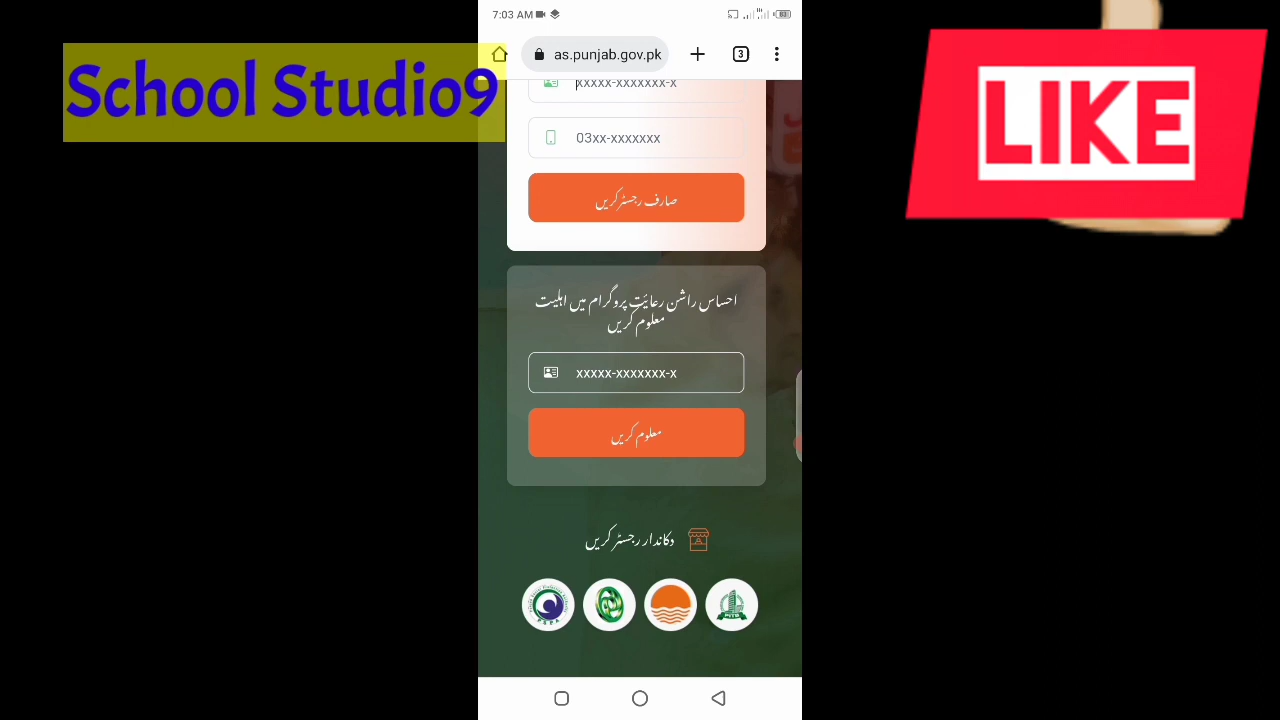 7:03 AM
School Studio9
as.punjab.gov.pk
3
LIKE
xxxxx-xxxxxxx-x
03xx-xxxxxxx
صارف رجسٹر کریں
احساس راشن رعایت پروگرام میں اہلیت
معلوم کریں
xxxxx-xxxxxxx-x
معلوم کریں
دکاندار رجسٹر کریں